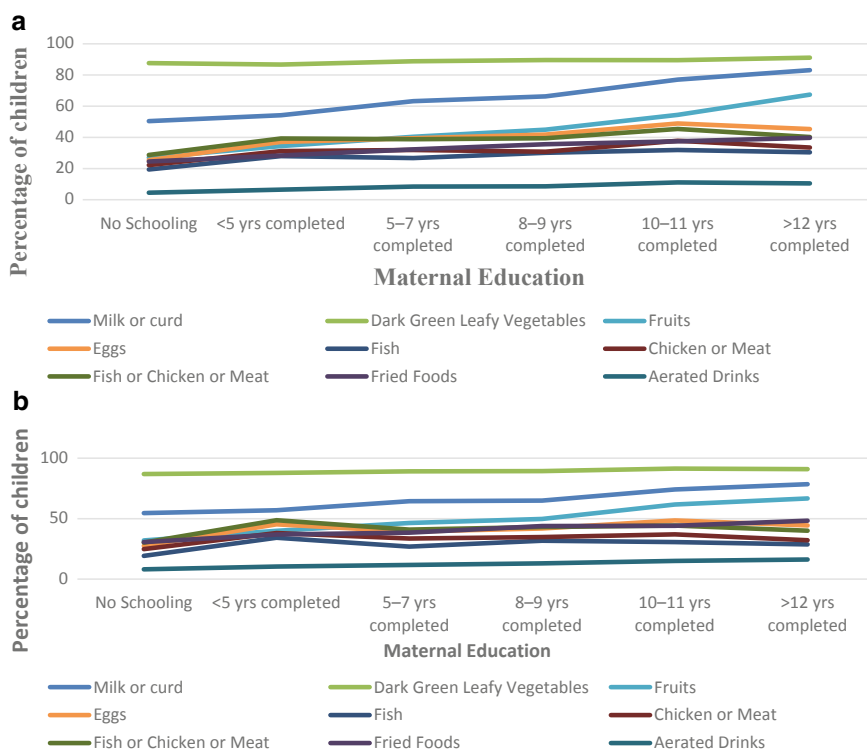 a
Percentage of children
100
80
60
40
20
0
No Schooling <5 yrs completed 5–7 yrs completed 8–9 yrs completed 10–11 yrs completed >12 yrs completed
Maternal Education
Milk or curd Dark Green Leafy Vegetables Fruits
Eggs Fish Chicken or Meat
Fish or Chicken or Meat Fried Foods Aerated Drinks
b
Percentage of children
100
50
0
No Schooling <5 yrs completed 5–7 yrs completed 8–9 yrs completed 10–11 yrs completed >12 yrs completed
Maternal Education
Milk or curd Dark Green Leafy Vegetables Fruits
Eggs Fish Chicken or Meat
Fish or Chicken or Meat Fried Foods Aerated Drinks